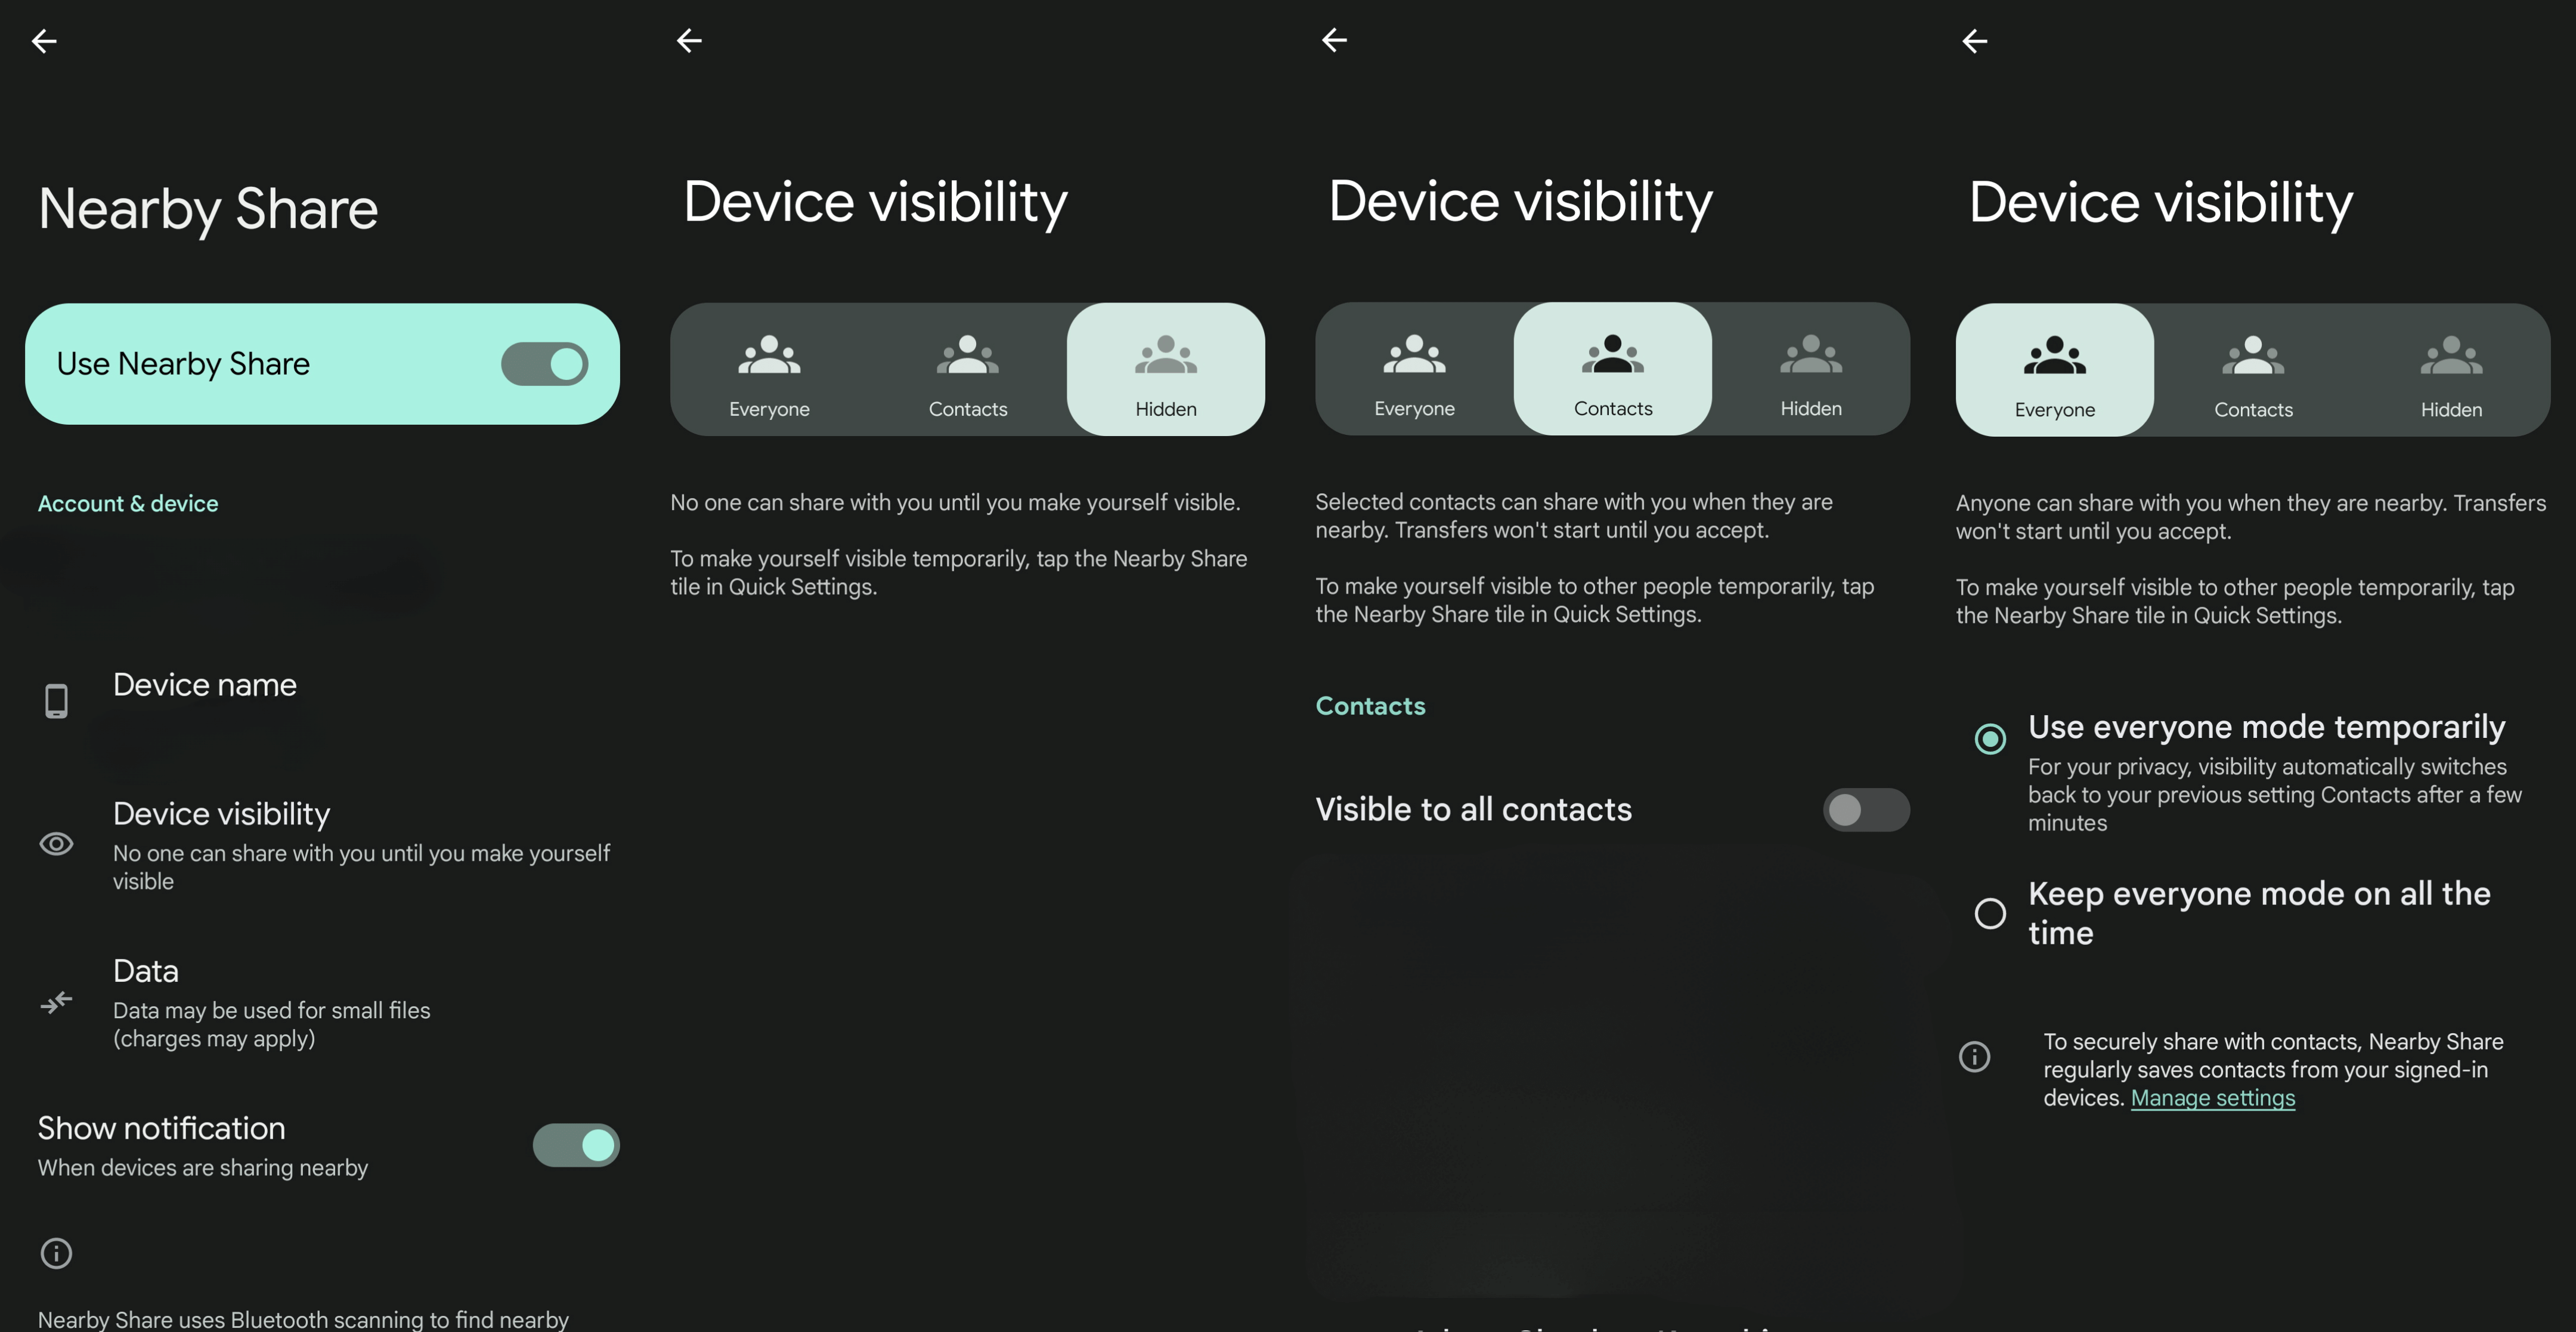 Nearby Share
Use Nearby Share
Account & device
Device name
Device visibility
No one can share with you until you make yourself
visible
Data
Data may be used for small files
(charges may apply)
Show notification
When devices are sharing nearby
Nearby Share uses Bluetooth scanning to find nearby
Device visibility
Everyone
Contacts
Hidden
No one can share with you until you make yourself visible.
To make yourself visible temporarily, tap the Nearby Share
tile in Quick Settings.
Device visibility
Everyone
Contacts
Hidden
Selected contacts can share with you when they are
nearby. Transfers won't start until you accept.
To make yourself visible to other people temporarily, tap
the Nearby Share tile in Quick Settings.
Contacts
Visible to all contacts
Device visibility
Everyone
Contacts
Hidden
Anyone can share with you when they are nearby. Transfers
won't start until you accept.
To make yourself visible to other people temporarily, tap
the Nearby Share tile in Quick Settings.
Use everyone mode temporarily
For your privacy, visibility automatically switches
back to your previous setting Contacts after a few
minutes
Keep everyone mode on all the
time
To securely share with contacts, Nearby Share
regularly saves contacts from your signed-in
devices. Manage settings